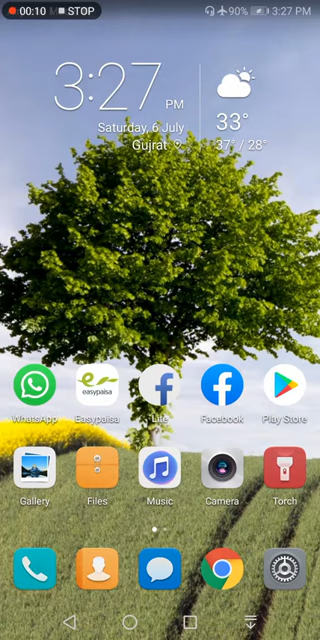 00:10 STOP 90% 3:27 PM
3:27 PM
Saturday, 6 July
Gujrat
33°
37° / 28°
easypaisa
WhatsApp Easypaisa Lite Facebook Play Store
Gallery Files Music Camera Torch